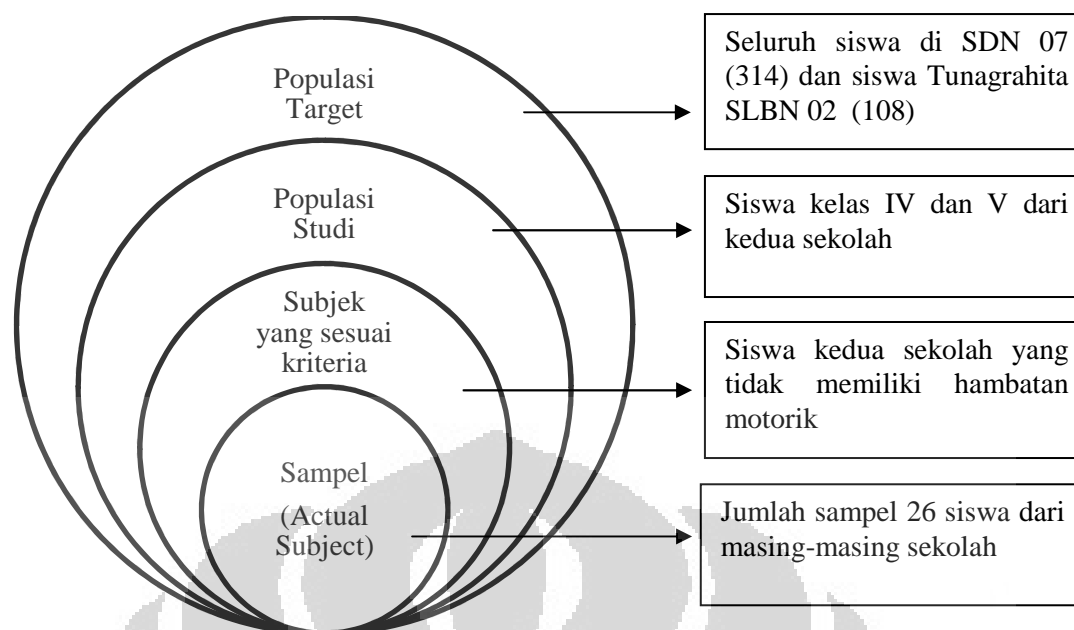 Populasi
Target
Seluruh siswa di SDN 07
(314) dan siswa Tunagrahita
SLBN 02 (108)
Populasi
Studi
Siswa kelas IV dan V dari
kedua sekolah
Subjek
yang sesuai
kriteria
Siswa kedua sekolah yang
tidak memiliki hambatan
motorik
Sampel
(Actual
Subject)
Jumlah sampel 26 siswa dari
masing-masing sekolah